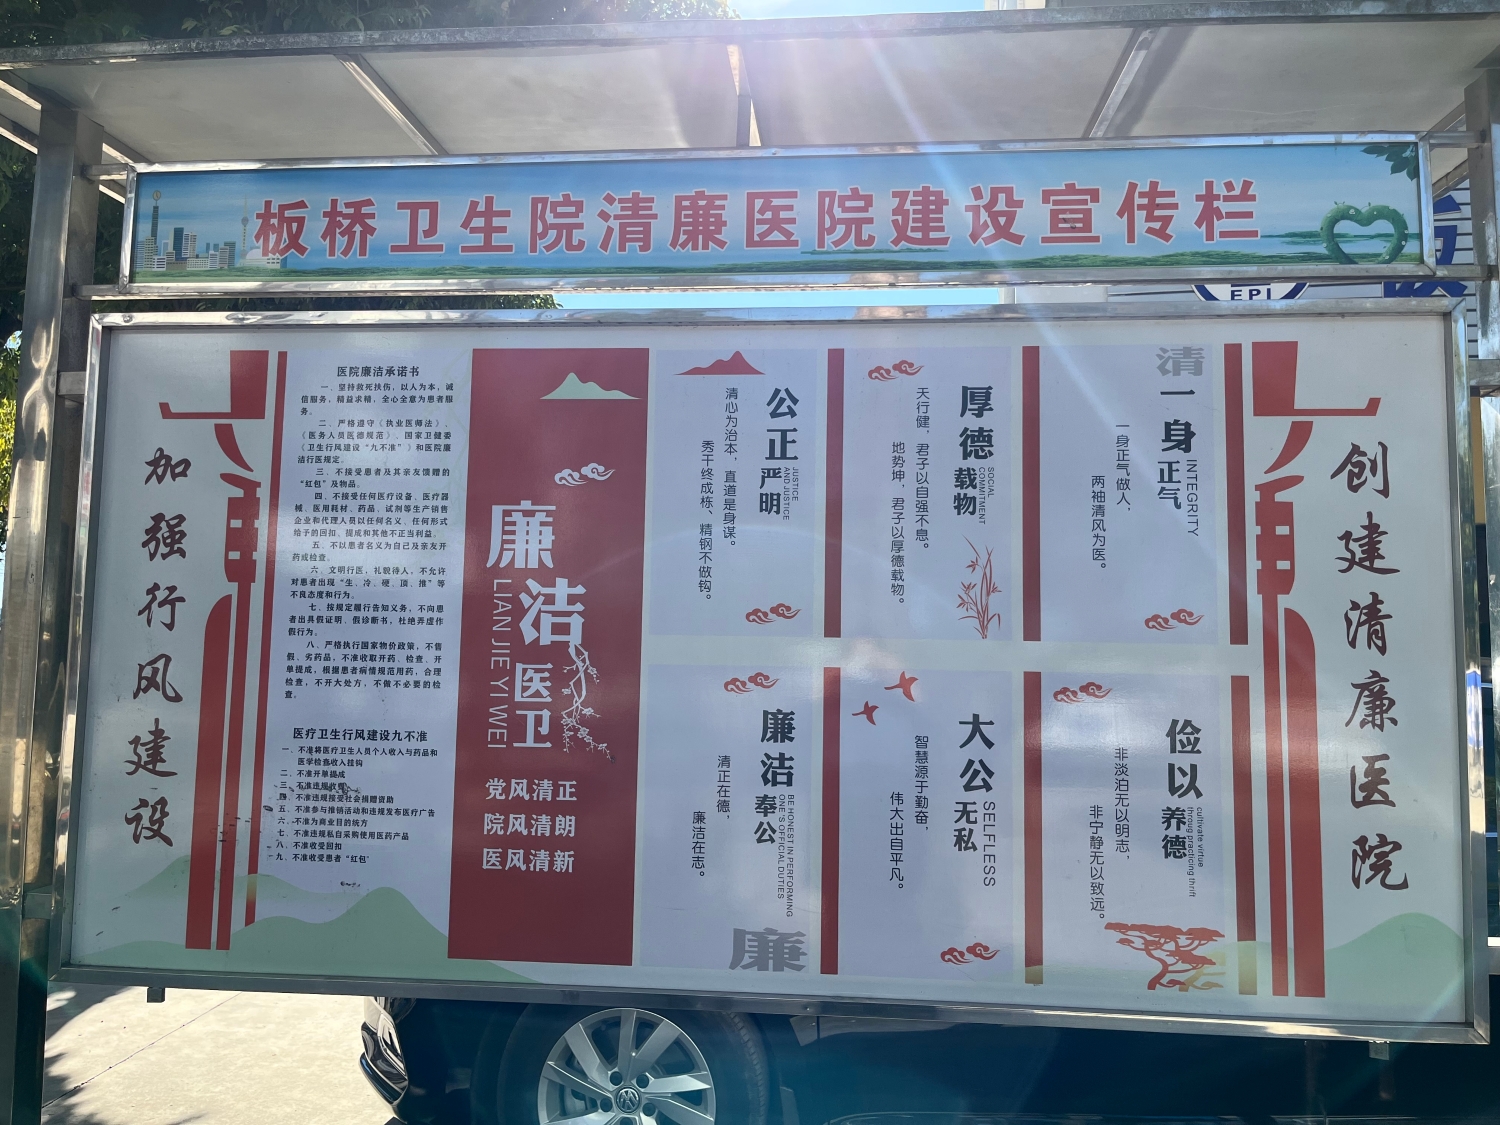 板桥卫生院清廉医院建设宣传栏
EPI
加强行风建设
医院廉洁承诺书
一、坚持救死扶伤，以人为本，诚
信服务，精益求精，全心全意为患者服
务。
二、严格遵守《执业医师法》、
《医务人员医德规范》、国家卫健委
《卫生行风建设“九不准”》和医院廉
洁行医规定。
三、不接受患者及其亲友馈赠的
“红包”及物品。
四、不接受任何医疗设备、医疗器
械、医用耗材、药品、试剂等生产销售
企业和代理人员以任何名义、任何形式
给予的回扣、提成和其他不正当利益。
五、不以患者名义为自己及亲友开
药或检查。
六、文明行医，礼貌待人，不允许
对患者出现“生、冷、硬、顶、推”等
不良态度和行为。
七、按规定履行告知义务，不向患
者出具假证明、假诊断书，杜绝弄虚作
假行为。
八、严格执行国家物价政策，不售
假、劣药品，不准收取开药、检查、开
单提成，根据患者病情规范用药，合理
检查，不开大处方，不做不必要的检
查。
医疗卫生行风建设九不准
一、不准将医疗卫生人员个人收入与药品和
医学检查收入挂钩
二、不准开单提成
三、不准违规收费
四、不准违规接受社会捐赠资助
五、不准参与推销活动和违规发布医疗广告
六、不准为商业目的统方
七、不准违规私自采购使用医药产品
八、不准收受回扣
九、不准收受患者“红包”
廉洁医卫
LIAN JIE YI WEI
党风清正
院风清朗
医风清新
公正严明
JUSTICE
AND JUSTICE
清心为治本，直道是身谋。
秀干终成栋、精钢不做钩。
厚德载物
SOCIAL
COMMITMENT
天行健，君子以自强不息。
地势坤，君子以厚德载物。
清
一身正气
INTEGRITY
一身正气做人，
两袖清风为医。
廉洁奉公
BE HONEST IN PERFORMING
ONE'S OFFICIAL DUTIES
清正在德，
廉洁在志。
廉
大公无私
SELFLESS
智慧源于勤奋，
伟大出自平凡。
俭以养德
cultivate virtue
throug practicing thrift
非淡泊无以明志，
非宁静无以致远。
创建清廉医院